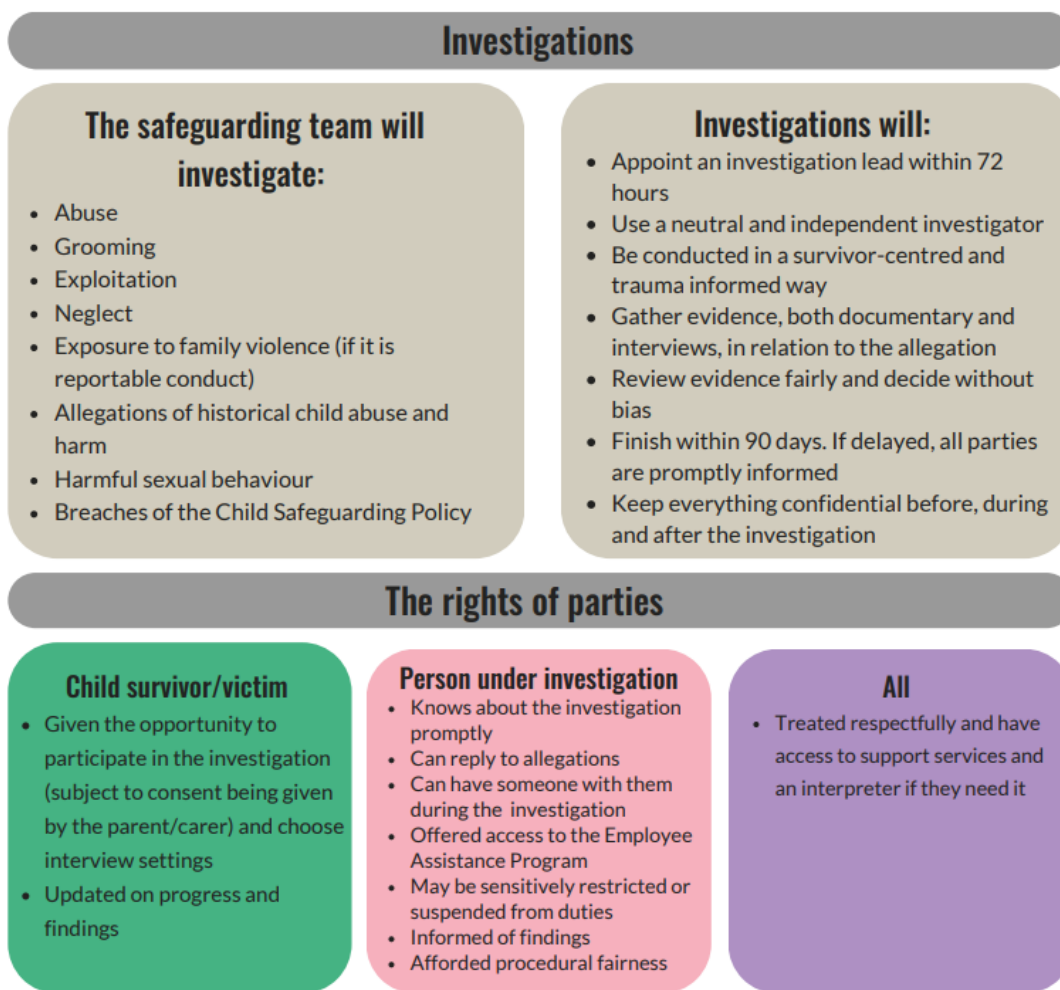 Investigations
The safeguarding team will
investigate:
• Abuse
• Grooming
• Exploitation
• Neglect
• Exposure to family violence (if it is
reportable conduct)
• Allegations of historical child abuse and
harm
• Harmful sexual behaviour
• Breaches of the Child Safeguarding Policy
Investigations will:
• Appoint an investigation lead within 72
hours
• Use a neutral and independent investigator
• Be conducted in a survivor-centred and
trauma informed way
• Gather evidence, both documentary and
interviews, in relation to the allegation
• Review evidence fairly and decide without
bias
• Finish within 90 days. If delayed, all parties
are promptly informed
• Keep everything confidential before, during
and after the investigation
The rights of parties
Child survivor/victim
• Given the opportunity to
participate in the investigation
(subject to consent being given
by the parent/carer) and choose
interview settings
• Updated on progress and
findings
Person under investigation
• Knows about the investigation
promptly
• Can reply to allegations
• Can have someone with them
during the investigation
• Offered access to the Employee
Assistance Program
• May be sensitively restricted or
suspended from duties
• Informed of findings
• Afforded procedural fairness
All
• Treated respectfully and have
access to support services and
an interpreter if they need it